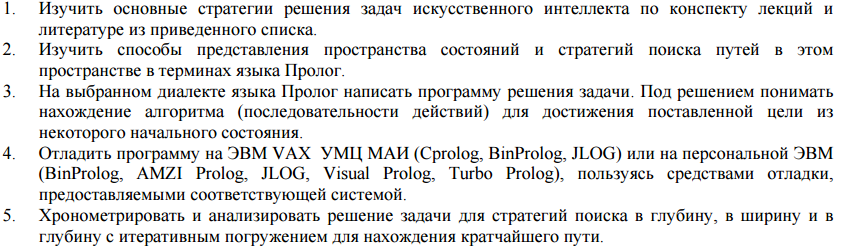 1. Изучить основные стратегии решения задач искусственного интеллекта по конспекту лекций и
литературе из приведенного списка.
2. Изучить способы представления пространства состояний и стратегий поиска путей в этом
пространстве в терминах языка Пролог.
3. На выбранном диалекте языка Пролог написать программу решения задачи. Под решением понимать
нахождение алгоритма (последовательности действий) для достижения поставленной цели из
некоторого начального состояния.
4. Отладить программу на ЭВМ VAX УМЦ МАИ (Cprolog, BinProlog, JLOG) или на персональной ЭВМ
(BinProlog, AMZI Prolog, JLOG, Visual Prolog, Turbo Prolog), пользуясь средствами отладки,
предоставляемыми соответствующей системой.
5. Хронометрировать и анализировать решение задачи для стратегий поиска в глубину, в ширину и в
глубину с итеративным погружением для нахождения кратчайшего пути.